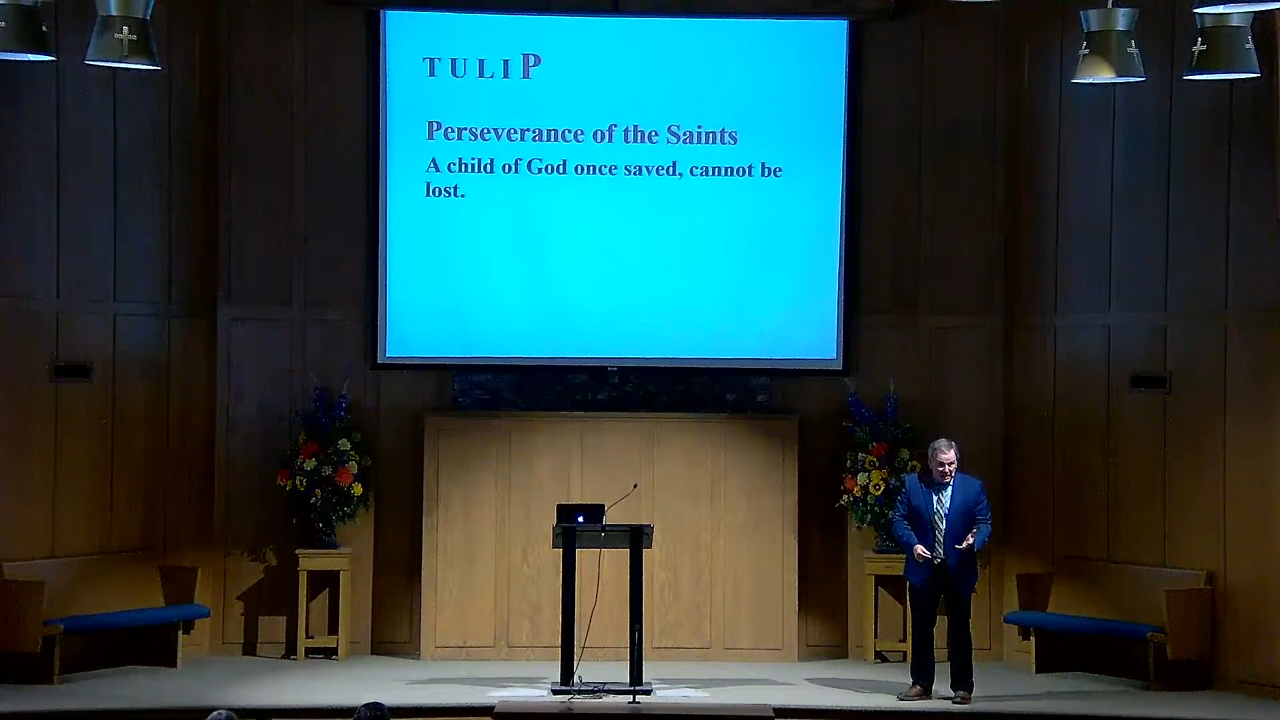 TULIP
Perseverance of the Saints
A child of God once saved, cannot be
lost.